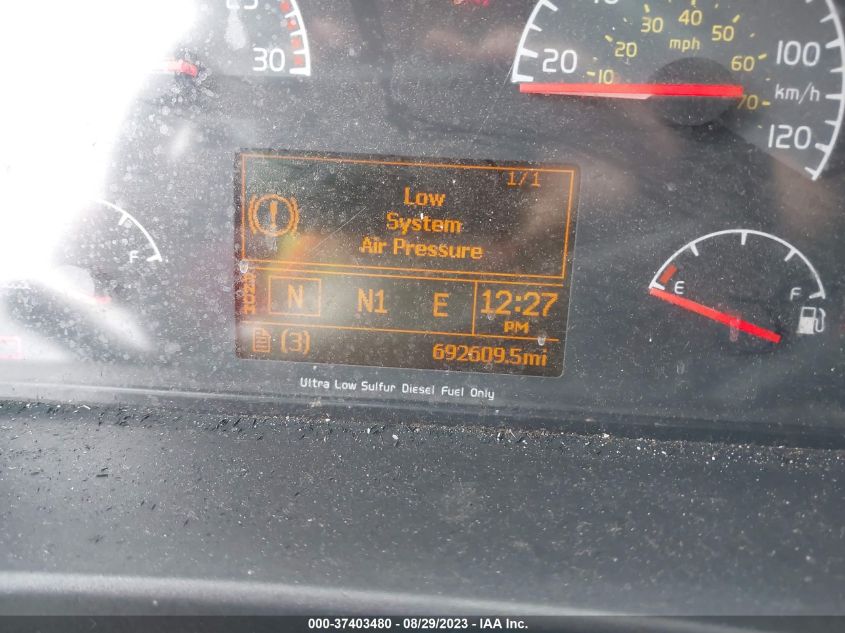 25
30
40
30
50
20
mph
60
10
70
20
100
km/h
120
1/1
Low
System
Air Pressure
F
N
N1
E
12:27
PM
E
F
(3)
692609.5mi
Ultra Low Sulfur Diesel Fuel Only
000-37403480 - 08/29/2023 - IAA Inc.